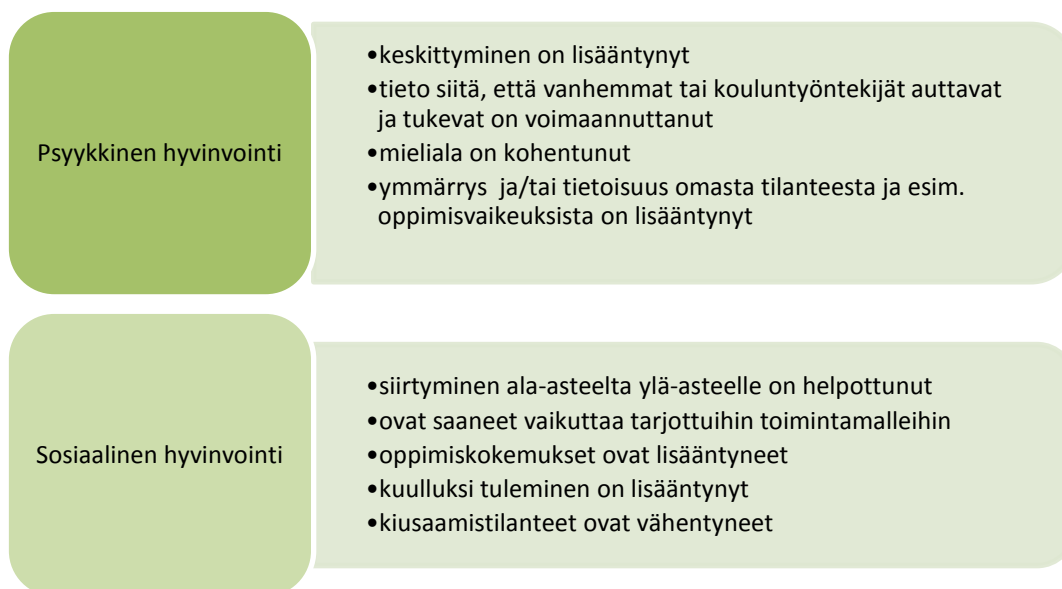 Psyykkinen hyvinvointi
•keskittyminen on lisääntynyt
•tieto siitä, että vanhemmat tai kouluntyöntekijät auttavat
ja tukevat on voimaannuttanut
•mieliala on kohentunut
•ymmärrys ja/tai tietoisuus omasta tilanteesta ja esim.
oppimisvaikeuksista on lisääntynyt
Sosiaalinen hyvinvointi
•siirtyminen ala-asteelta ylä-asteelle on helpottunut
•ovat saaneet vaikuttaa tarjottuihin toimintamalleihin
•oppimiskokemukset ovat lisääntyneet
•kuulluksi tuleminen on lisääntynyt
•kiusaamistilanteet ovat vähentyneet